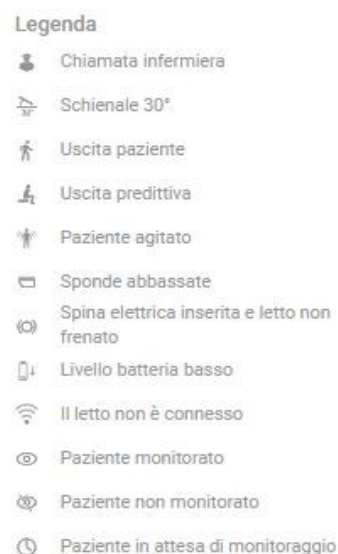 Legenda
Chiamata infermiera
30°
Schienale 30°
Uscita paziente
Uscita predittiva
Paziente agitato
Sponde abbassate
Spina elettrica inserita e letto non
frenato
Livello batteria basso
Il letto non è connesso
Paziente monitorato
Paziente non monitorato
Paziente in attesa di monitoraggio